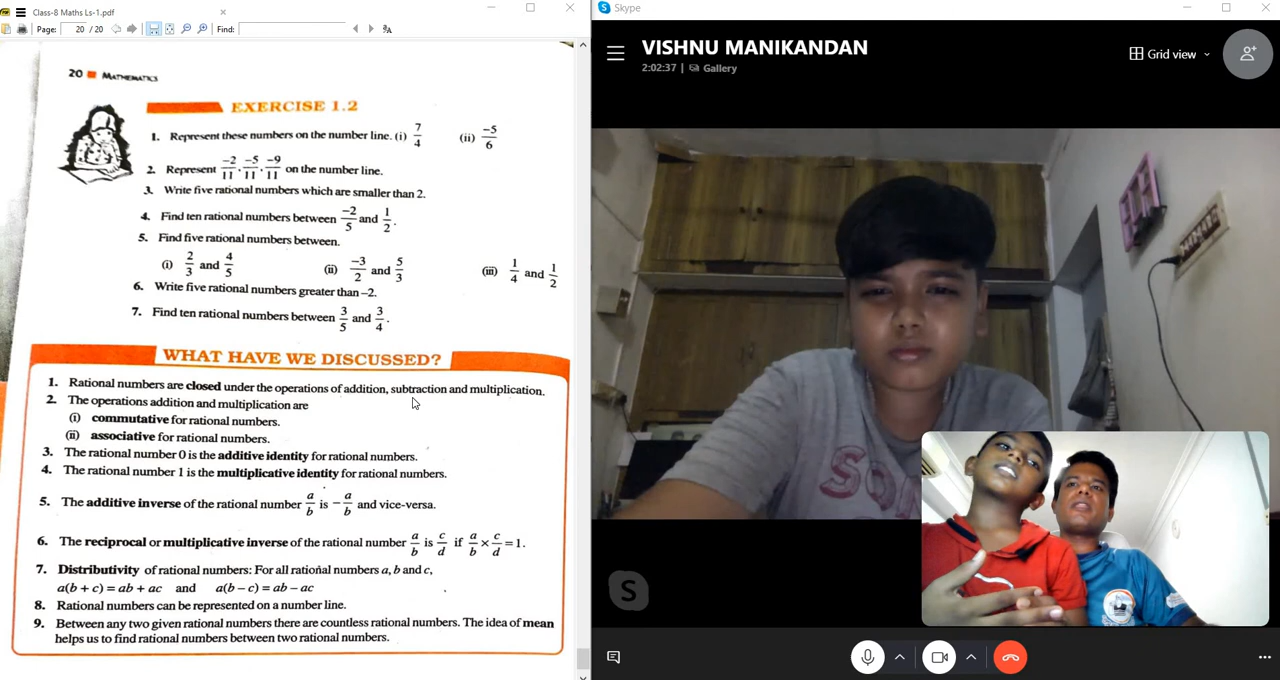 Class-8 Maths Ls-1.pdf
Page: 20 / 20 Find:
20 MATHEMATICS
EXERCISE 1.2
1. Represent these numbers on the number line. (i) 7/4 (ii) -5/6
2. Represent -2/11, -5/11, -9/11 on the number line.
3. Write five rational numbers which are smaller than 2.
4. Find ten rational numbers between -2/5 and 1/2.
5. Find five rational numbers between.
(i) 2/3 and 4/5 (ii) -3/2 and 5/3 (iii) 1/4 and 1/2
6. Write five rational numbers greater than −2.
7. Find ten rational numbers between 3/5 and 3/4.
WHAT HAVE WE DISCUSSED?
1. Rational numbers are closed under the operations of addition, subtraction and multiplication.
2. The operations addition and multiplication are
(i) commutative for rational numbers.
(ii) associative for rational numbers.
3. The rational number 0 is the additive identity for rational numbers.
4. The rational number 1 is the multiplicative identity for rational numbers.
5. The additive inverse of the rational number a/b is −a/b and vice-versa.
6. The reciprocal or multiplicative inverse of the rational number a/b is c/d if a/b × c/d = 1.
7. Distributivity of rational numbers: For all rational numbers a, b and c,
a(b + c) = ab + ac and a(b − c) = ab − ac
8. Rational numbers can be represented on a number line.
9. Between any two given rational numbers there are countless rational numbers. The idea of mean
helps us to find rational numbers between two rational numbers.
Skype
VISHNU MANIKANDAN
2:02:37 | Gallery
Grid view
S